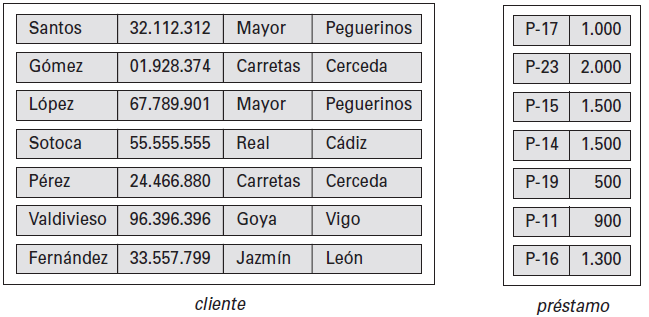 Santos 32.112.312 Mayor Peguerinos
Gómez 01.928.374 Carretas Cerceda
López 67.789.901 Mayor Peguerinos
Sotoca 55.555.555 Real Cádiz
Pérez 24.466.880 Carretas Cerceda
Valdivieso 96.396.396 Goya Vigo
Fernández 33.557.799 Jazmín León
cliente
P-17 1.000
P-23 2.000
P-15 1.500
P-14 1.500
P-19 500
P-11 900
P-16 1.300
préstamo